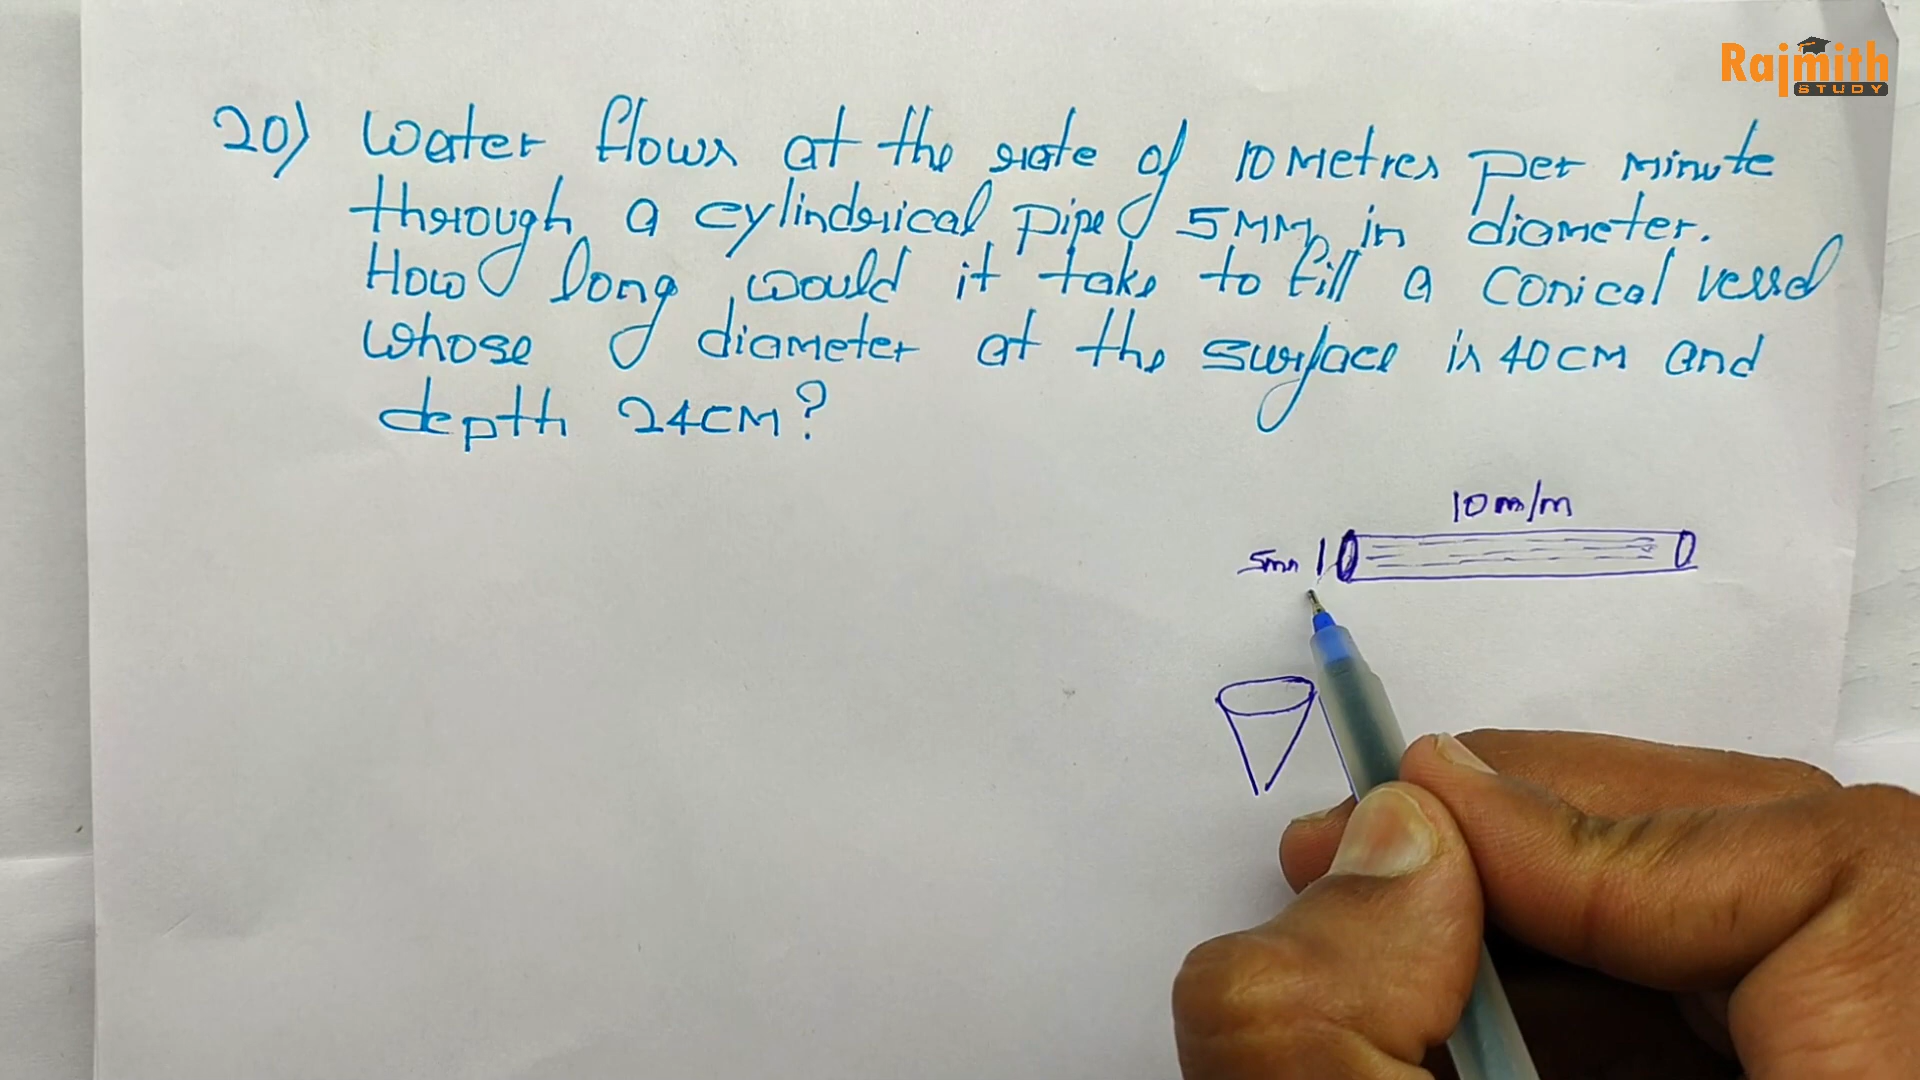 Rajmith
STUDY
20) Water flows at the rate of 10 Metres per minute
through a cylindrical pipe 5MM in diameter.
How long would it take to fill a conical vessel
whose diameter at the surface is 40CM and
depth 24CM?
10m/m
5mm